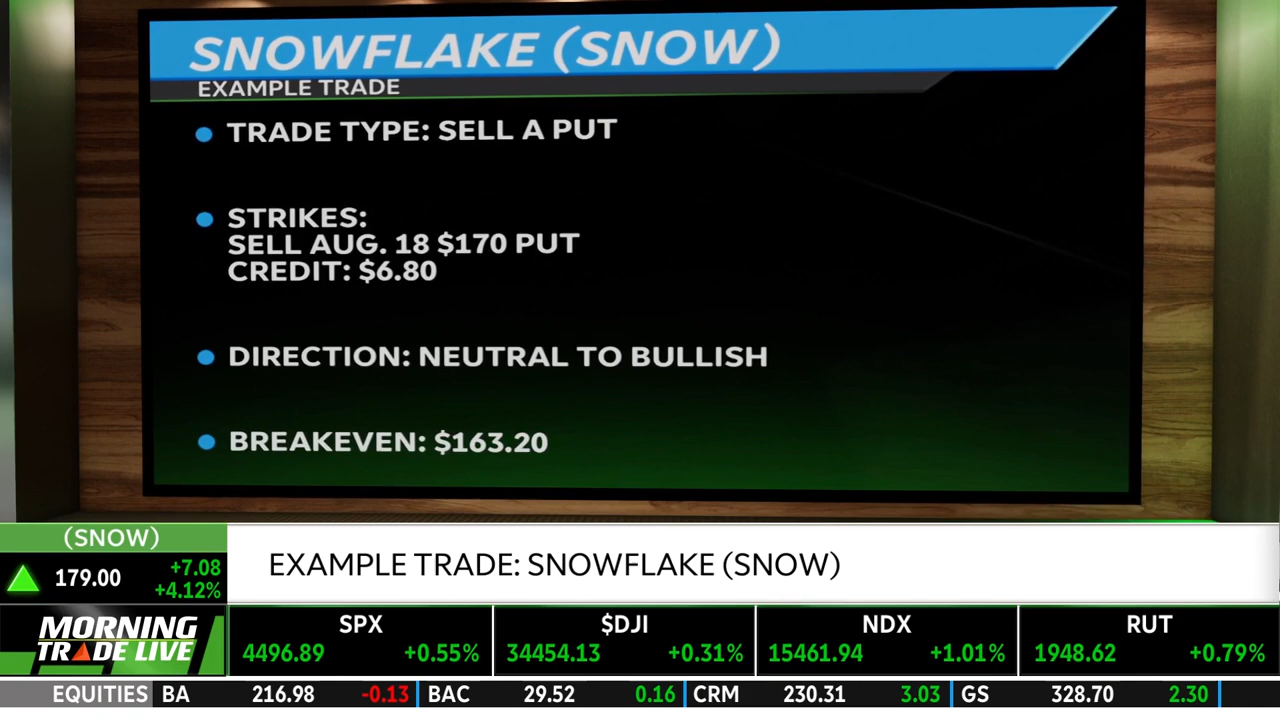 SNOWFLAKE (SNOW)
EXAMPLE TRADE
TRADE TYPE: SELL A PUT
STRIKES:
SELL AUG. 18 $170 PUT
CREDIT: $6.80
DIRECTION: NEUTRAL TO BULLISH
BREAKEVEN: $163.20
(SNOW)
179.00 +7.08
+4.12%
EXAMPLE TRADE: SNOWFLAKE (SNOW)
MORNING
TRADE LIVE
SPX $DJI NDX RUT
4496.89 +0.55% 34454.13 +0.31% 15461.94 +1.01% 1948.62 +0.79%
EQUITIES BA 216.98 -0.13 BAC 29.52 0.16 CRM 230.31 3.03 GS 328.70 2.30